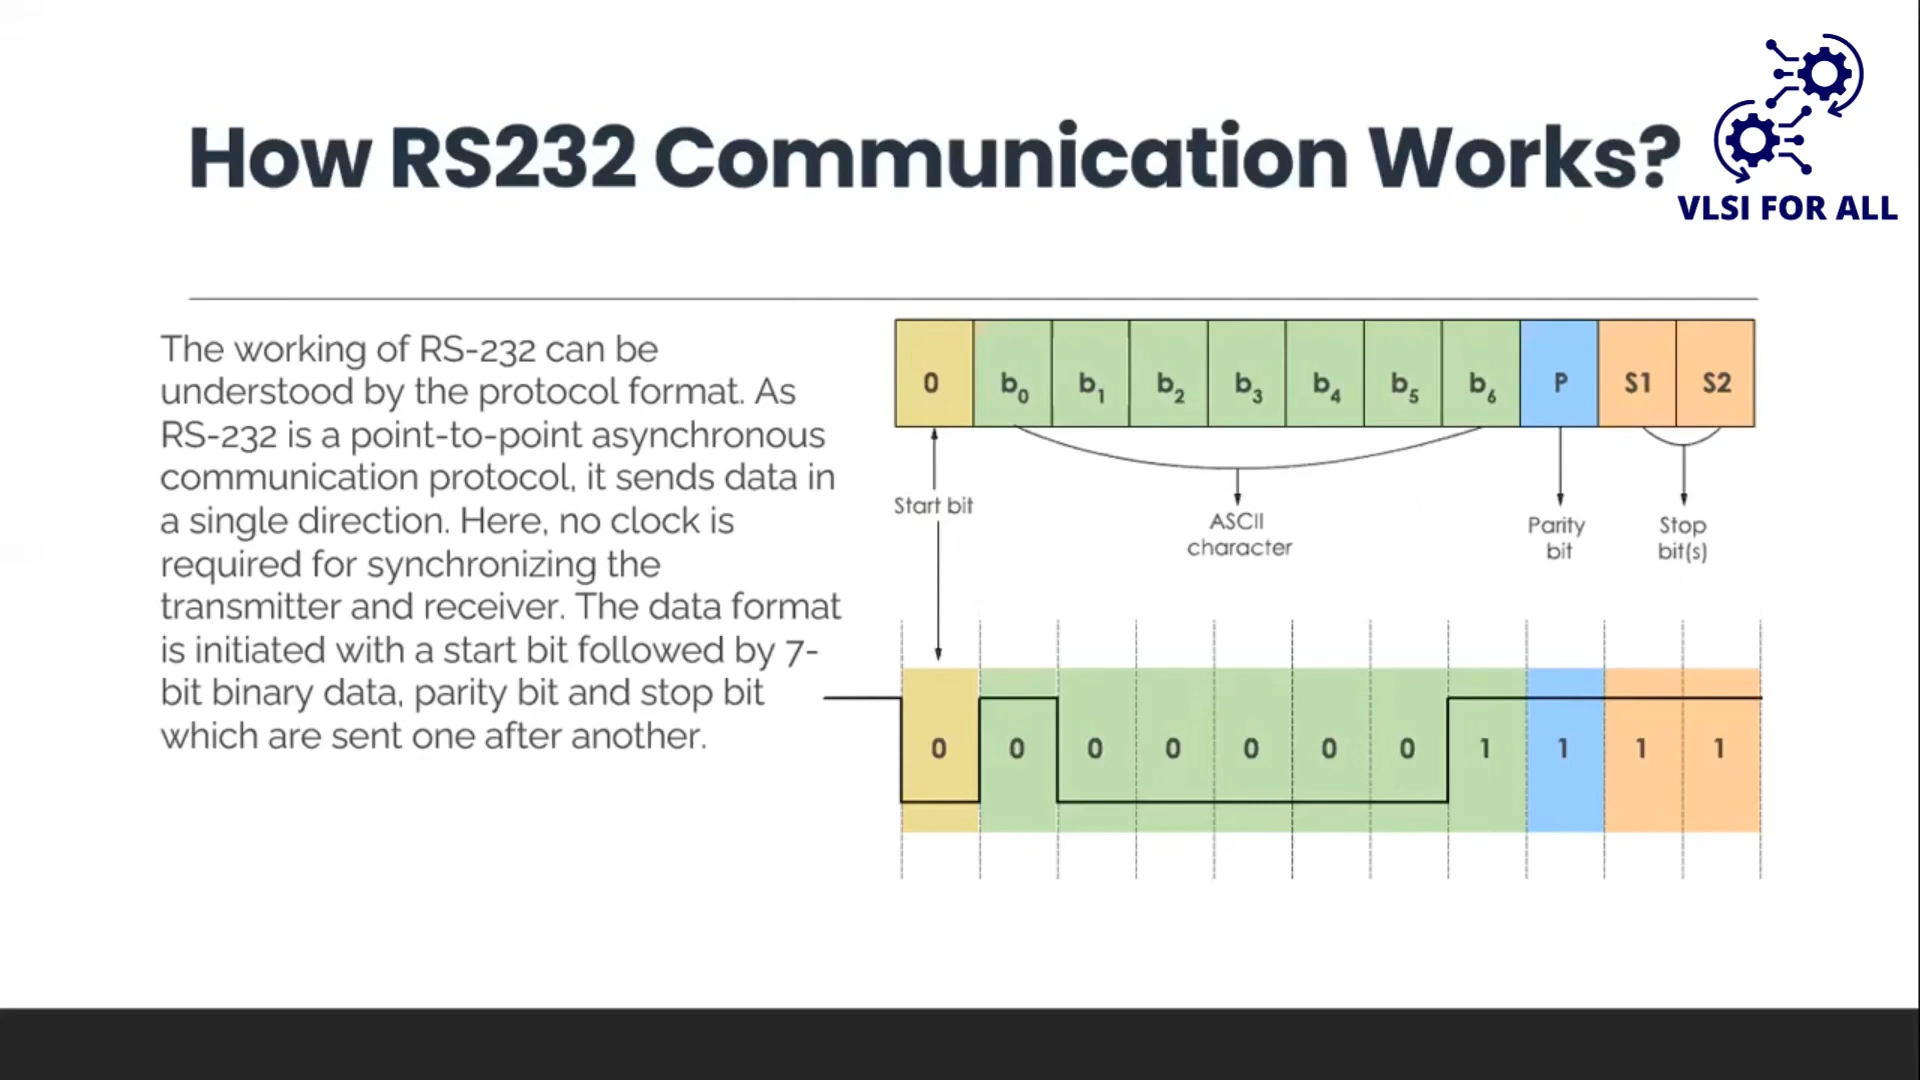 How RS232 Communication Works?
VLSI FOR ALL
The working of RS-232 can be
understood by the protocol format. As
RS-232 is a point-to-point asynchronous
communication protocol, it sends data in
a single direction. Here, no clock is
required for synchronizing the
transmitter and receiver. The data format
is initiated with a start bit followed by 7-
bit binary data, parity bit and stop bit
which are sent one after another.
0 b0 b1 b2 b3 b4 b5 b6 P S1 S2
Start bit
ASCII
character
Parity
bit
Stop
bit(s)
0 0 0 0 0 0 0 1 1 1 1